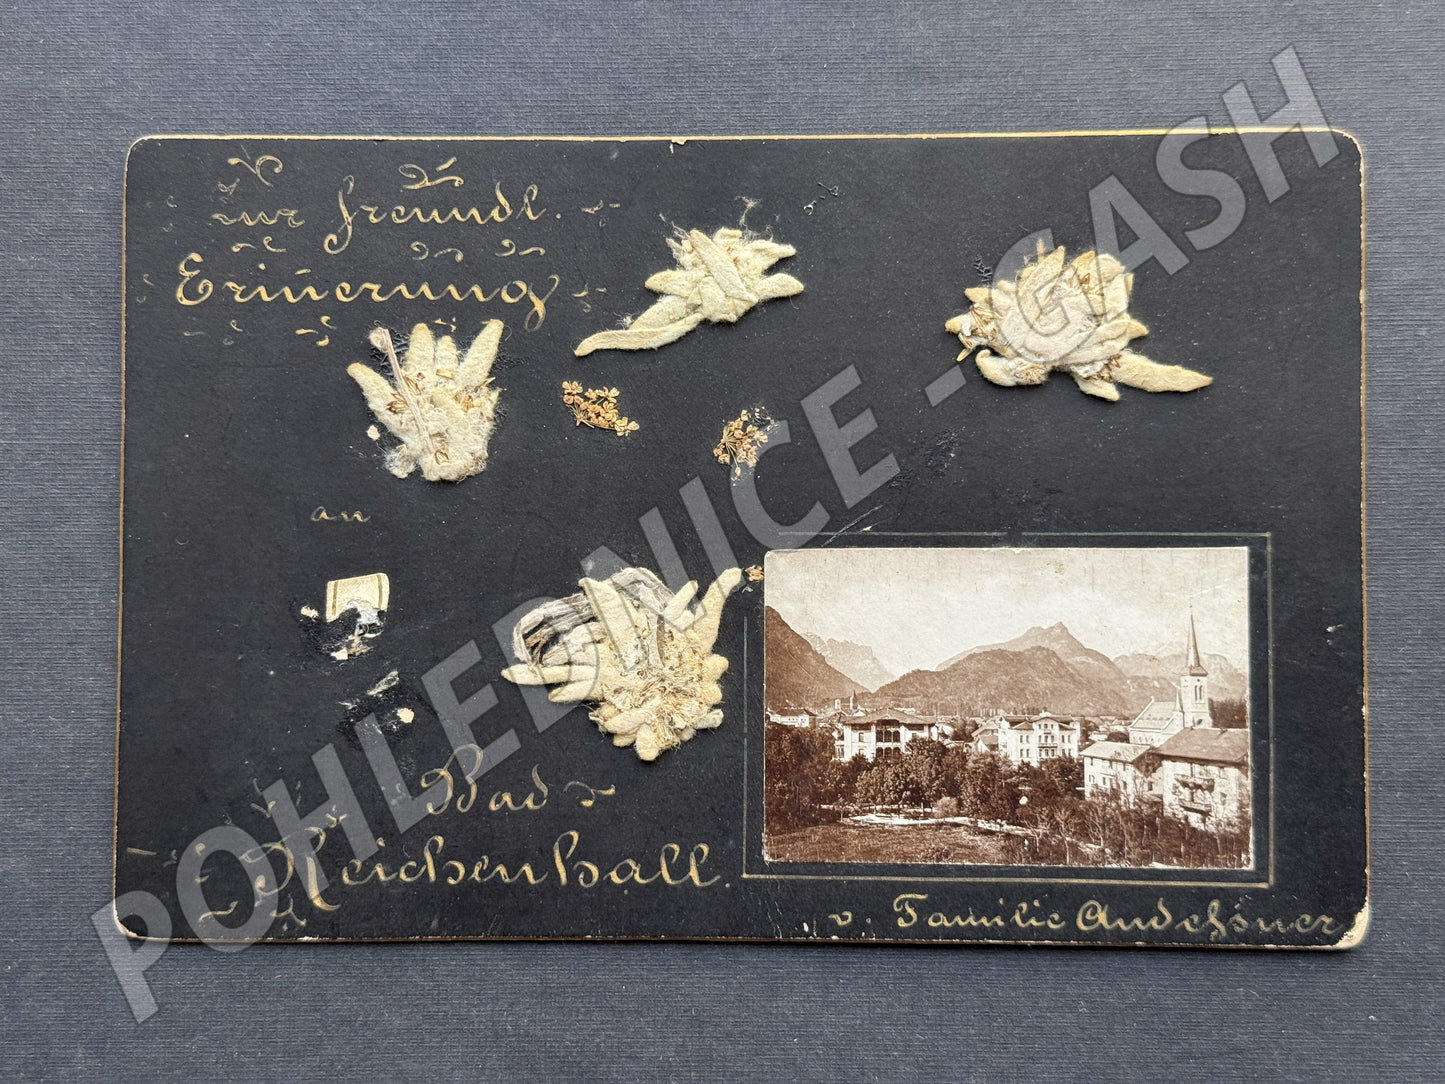 zur freundl.
Erinnerung
an
Bad
Reichenhall.
v. Familie
POHLEDNICE - GASH